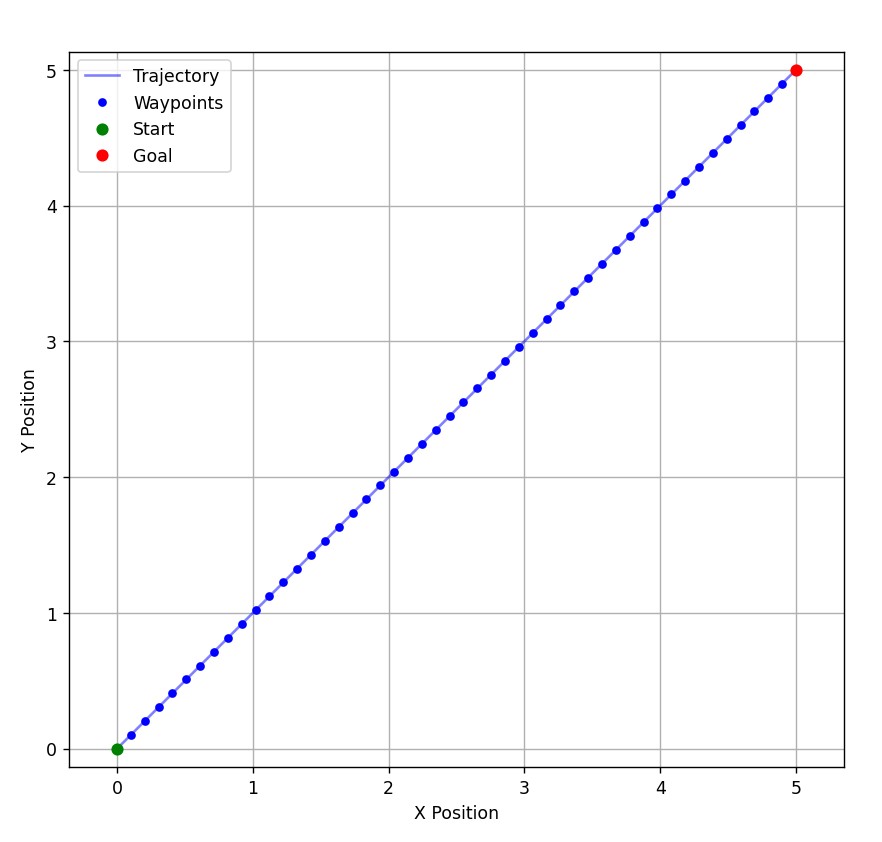 Trajectory
Waypoints
Start
Goal
5
4
3
2
1
0
Y Position
0 1 2 3 4 5
X Position